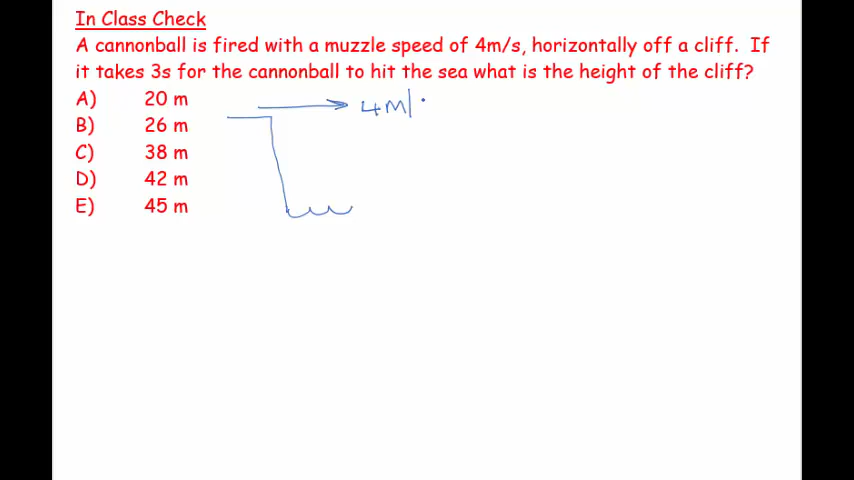 In Class Check
A cannonball is fired with a muzzle speed of 4m/s, horizontally off a cliff. If
it takes 3s for the cannonball to hit the sea what is the height of the cliff?
A) 20 m
B) 26 m
C) 38 m
D) 42 m
E) 45 m
4m/